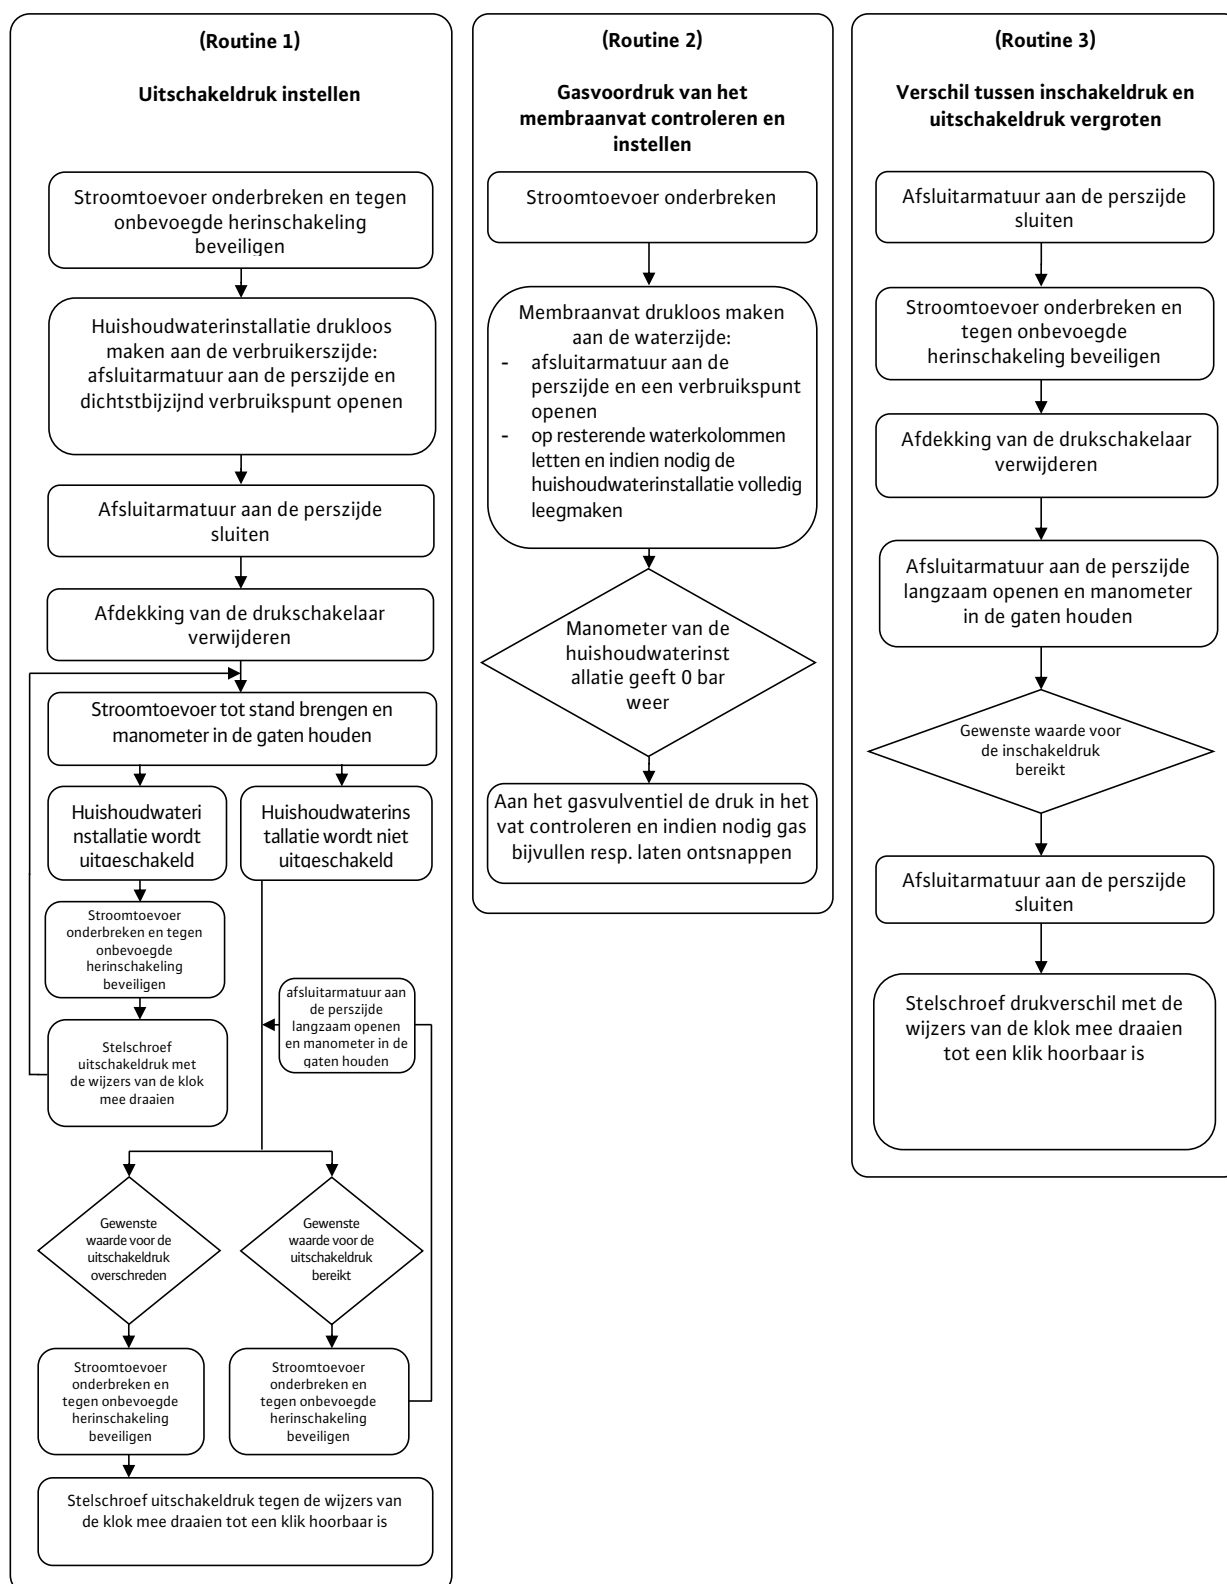 (Routine 1)
Uitschakeldruk instellen
Stroomtoevoer onderbreken en tegen
onbevoegde herinschakeling
beveiligen
Huishoudwaterinstallatie drukloos
maken aan de verbruikerszijde:
afsluitarmatuur aan de perszijde en
dichtstbijzijnd verbruikspunt openen
Afsluitarmatuur aan de perszijde
sluiten
Afdekking van de drukschakelaar
verwijderen
Stroomtoevoer tot stand brengen en
manometer in de gaten houden
Huishoudwateri
nstallatie wordt
uitgeschakeld
Huishoudwaterins
tallatie wordt niet
uitgeschakeld
Stroomtoevoer
onderbreken en tegen
onbevoegde
herinschakeling
beveiligen
Stelschroef
uitschakeldruk met
de wijzers van de klok
mee draaien
afsluitarmatuur aan
de perszijde
langzaam openen
en manometer in de
gaten houden
Gewenste
waarde voor de
uitschakeldruk
overschreden
Gewenste
waarde voor de
uitschakeldruk
bereikt
Stroomtoevoer
onderbreken en
tegen onbevoegde
herinschakeling
beveiligen
Stroomtoevoer
onderbreken en
tegen onbevoegde
herinschakeling
beveiligen
Stelschroef uitschakeldruk tegen de wijzers van
de klok mee draaien tot een klik hoorbaar is
(Routine 2)
Gasvoordruk van het
membraanvat controleren en
instellen
Stroomtoevoer onderbreken
Membraanvat drukloos maken
aan de waterzijde:
- afsluitarmatuur aan de
perszijde en een verbruikspunt
openen
- op resterende waterkolommen
letten en indien nodig de
huishoudwaterinstallatie volledig
leegmaken
Manometer van de
huishoudwaterinst
allatie geeft 0 bar
weer
Aan het gasvulventiel de druk in het
vat controleren en indien nodig gas
bijvullen resp. laten ontsnappen
(Routine 3)
Verschil tussen inschakeldruk en
uitschakeldruk vergroten
Afsluitarmatuur aan de perszijde
sluiten
Stroomtoevoer onderbreken en
tegen onbevoegde
herinschakeling beveiligen
Afdekking van de drukschakelaar
verwijderen
Afsluitarmatuur aan de perszijde
langzaam openen en manometer
in de gaten houden
Gewenste waarde voor
de inschakeldruk
bereikt
Afsluitarmatuur aan de perszijde
sluiten
Stelschroef drukverschil met de
wijzers van de klok mee draaien
tot een klik hoorbaar is